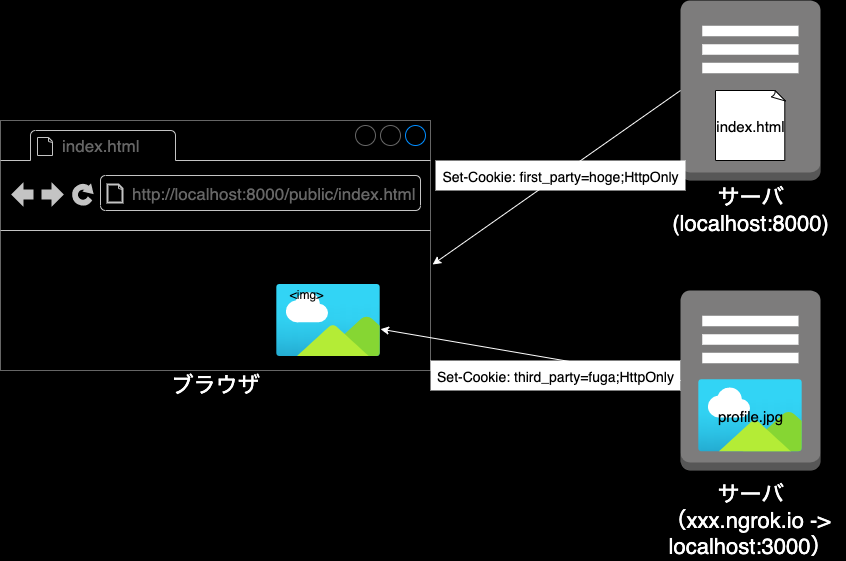 index.html
http://localhost:8000/public/index.html
<img>
ブラウザ
Set-Cookie: first_party=hoge;HttpOnly
index.html
サーバ
(localhost:8000)
Set-Cookie: third_party=fuga;HttpOnly
profile.jpg
サーバ
（xxx.ngrok.io ->
localhost:3000）